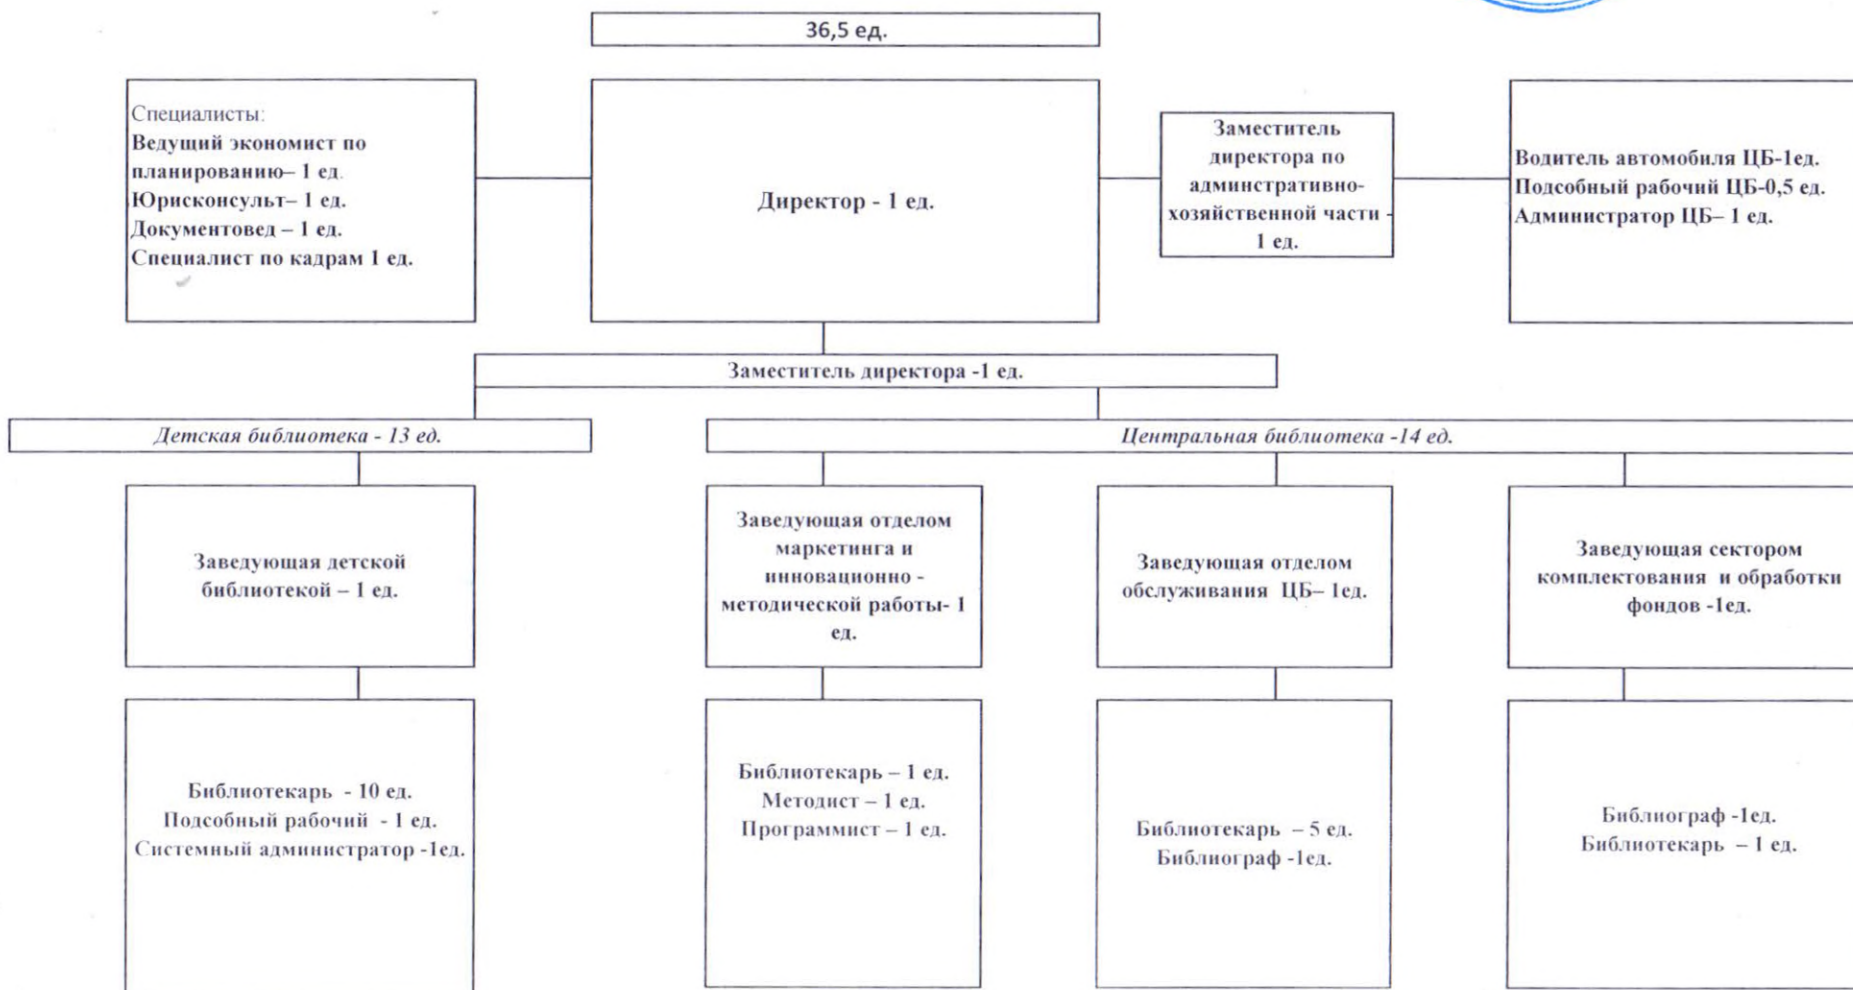 36,5 ед.
Специалисты:
Ведущий экономист по
планированию– 1 ед.
Юрисконсульт– 1 ед.
Документовед – 1 ед.
Специалист по кадрам 1 ед.
Директор - 1 ед.
Заместитель
директора по
админстративно-
хозяйственной части -
1 ед.
Водитель автомобиля ЦБ-1ед.
Подсобный рабочий ЦБ-0,5 ед.
Администратор ЦБ– 1 ед.
Заместитель директора -1 ед.
Детская библиотека - 13 ед.
Центральная библиотека -14 ед.
Заведующая детской
библиотекой – 1 ед.
Заведующая отделом
маркетинга и
инновационно -
методической работы- 1
ед.
Заведующая отделом
обслуживания ЦБ– 1ед.
Заведующая сектором
комплектования и обработки
фондов -1ед.
Библиотекарь - 10 ед.
Подсобный рабочий - 1 ед.
Системный администратор -1ед.
Библиотекарь – 1 ед.
Методист – 1 ед.
Программист – 1 ед.
Библиотекарь – 5 ед.
Библиограф -1ед.
Библиограф -1ед.
Библиотекарь – 1 ед.